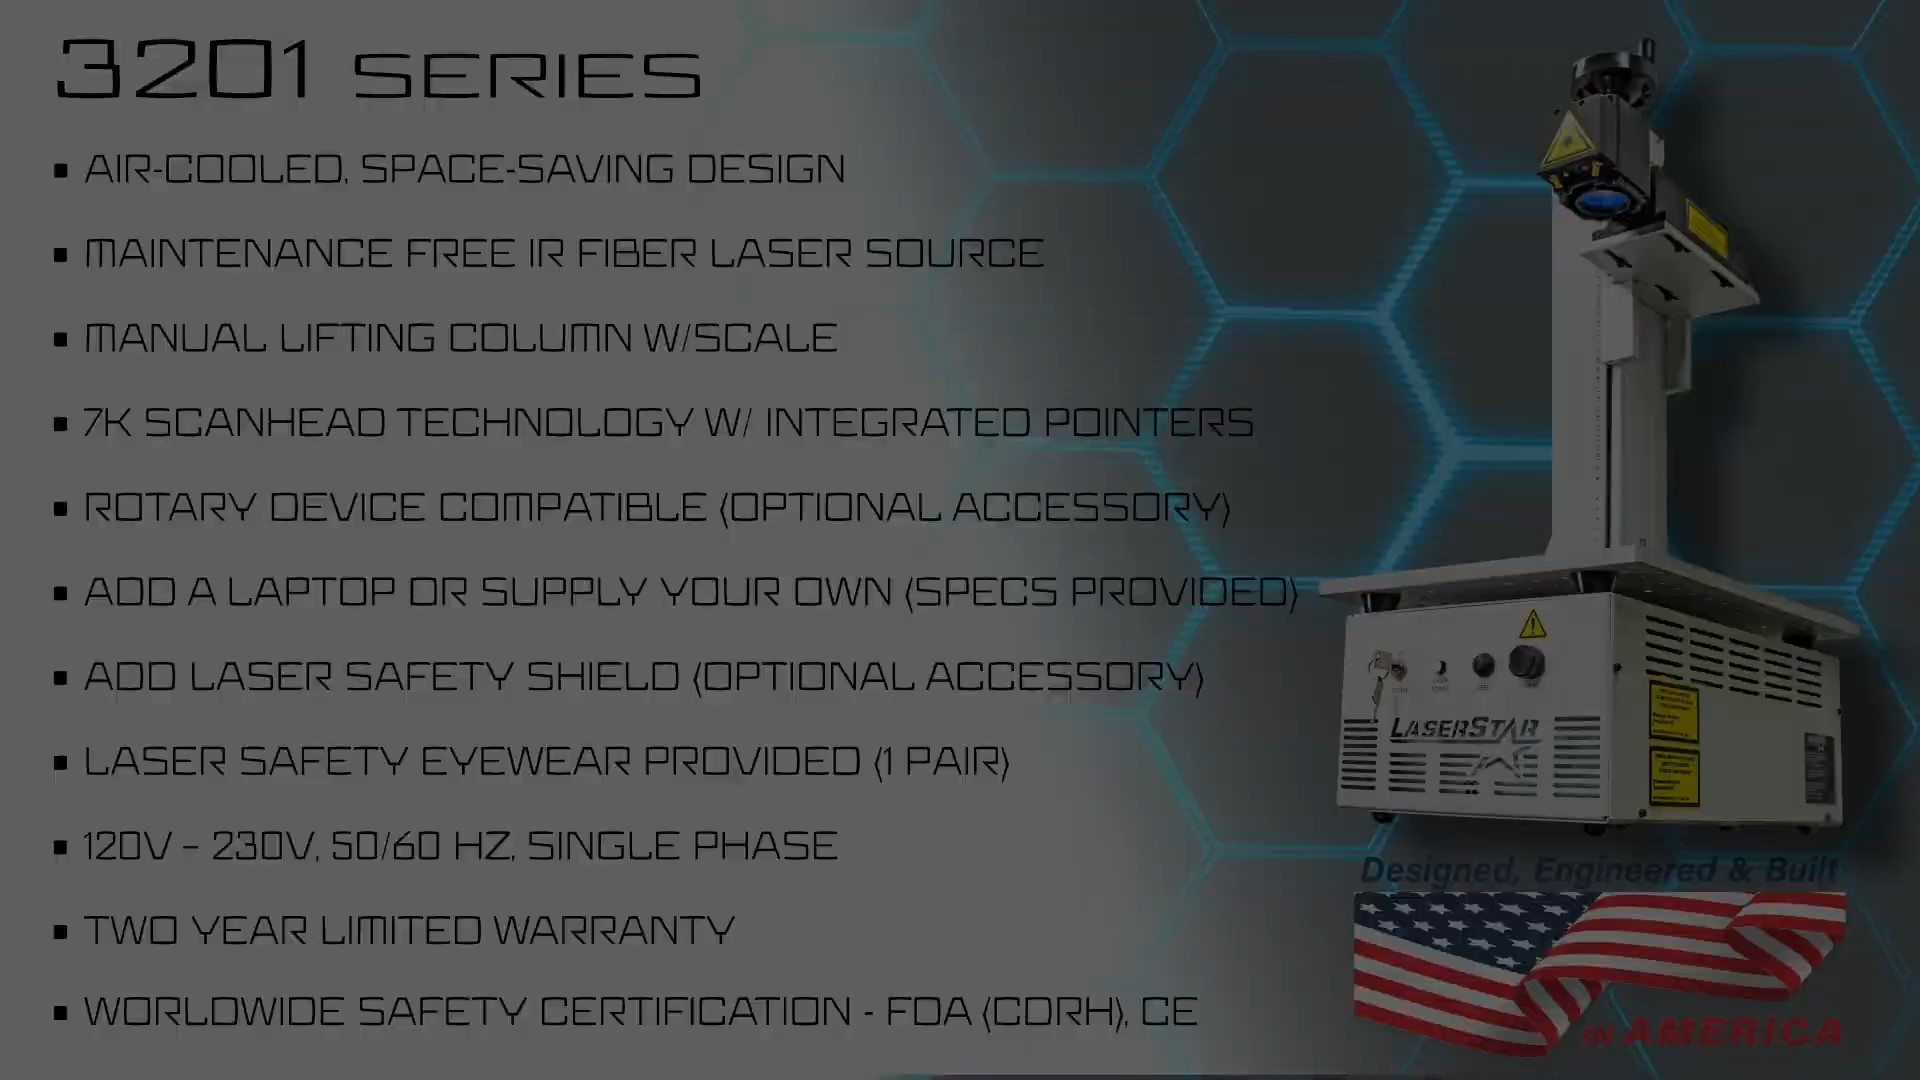 3201 SERIES
▪ AIR-COOLED, SPACE-SAVING DESIGN
▪ MAINTENANCE FREE IR FIBER LASER SOURCE
▪ MANUAL LIFTING COLUMN W/SCALE
▪ 7K SCANHEAD TECHNOLOGY W/ INTEGRATED POINTERS
▪ ROTARY DEVICE COMPATIBLE (OPTIONAL ACCESSORY)
▪ ADD A LAPTOP OR SUPPLY YOUR OWN (SPECS PROVIDED)
▪ ADD LASER SAFETY SHIELD (OPTIONAL ACCESSORY)
▪ LASER SAFETY EYEWEAR PROVIDED (1 PAIR)
▪ 120V – 230V, 50/60 HZ, SINGLE PHASE
▪ TWO YEAR LIMITED WARRANTY
▪ WORLDWIDE SAFETY CERTIFICATION - FDA (CDRH), CE
LASERSTAR
Designed, Engineered & Built
IN AMERICA